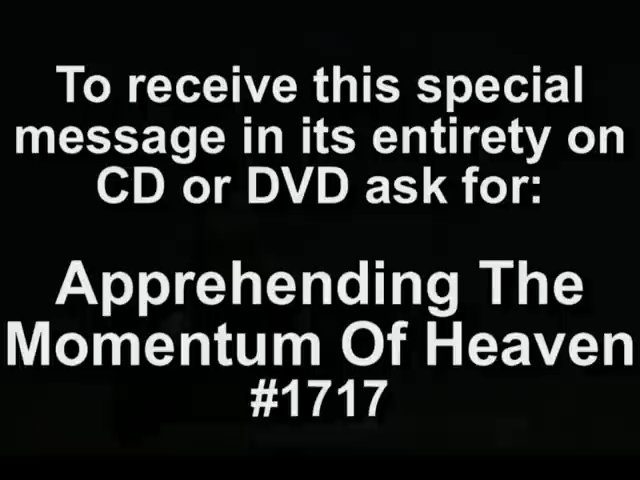 To receive this special
message in its entirety on
CD or DVD ask for:
Apprehending The
Momentum Of Heaven
#1717